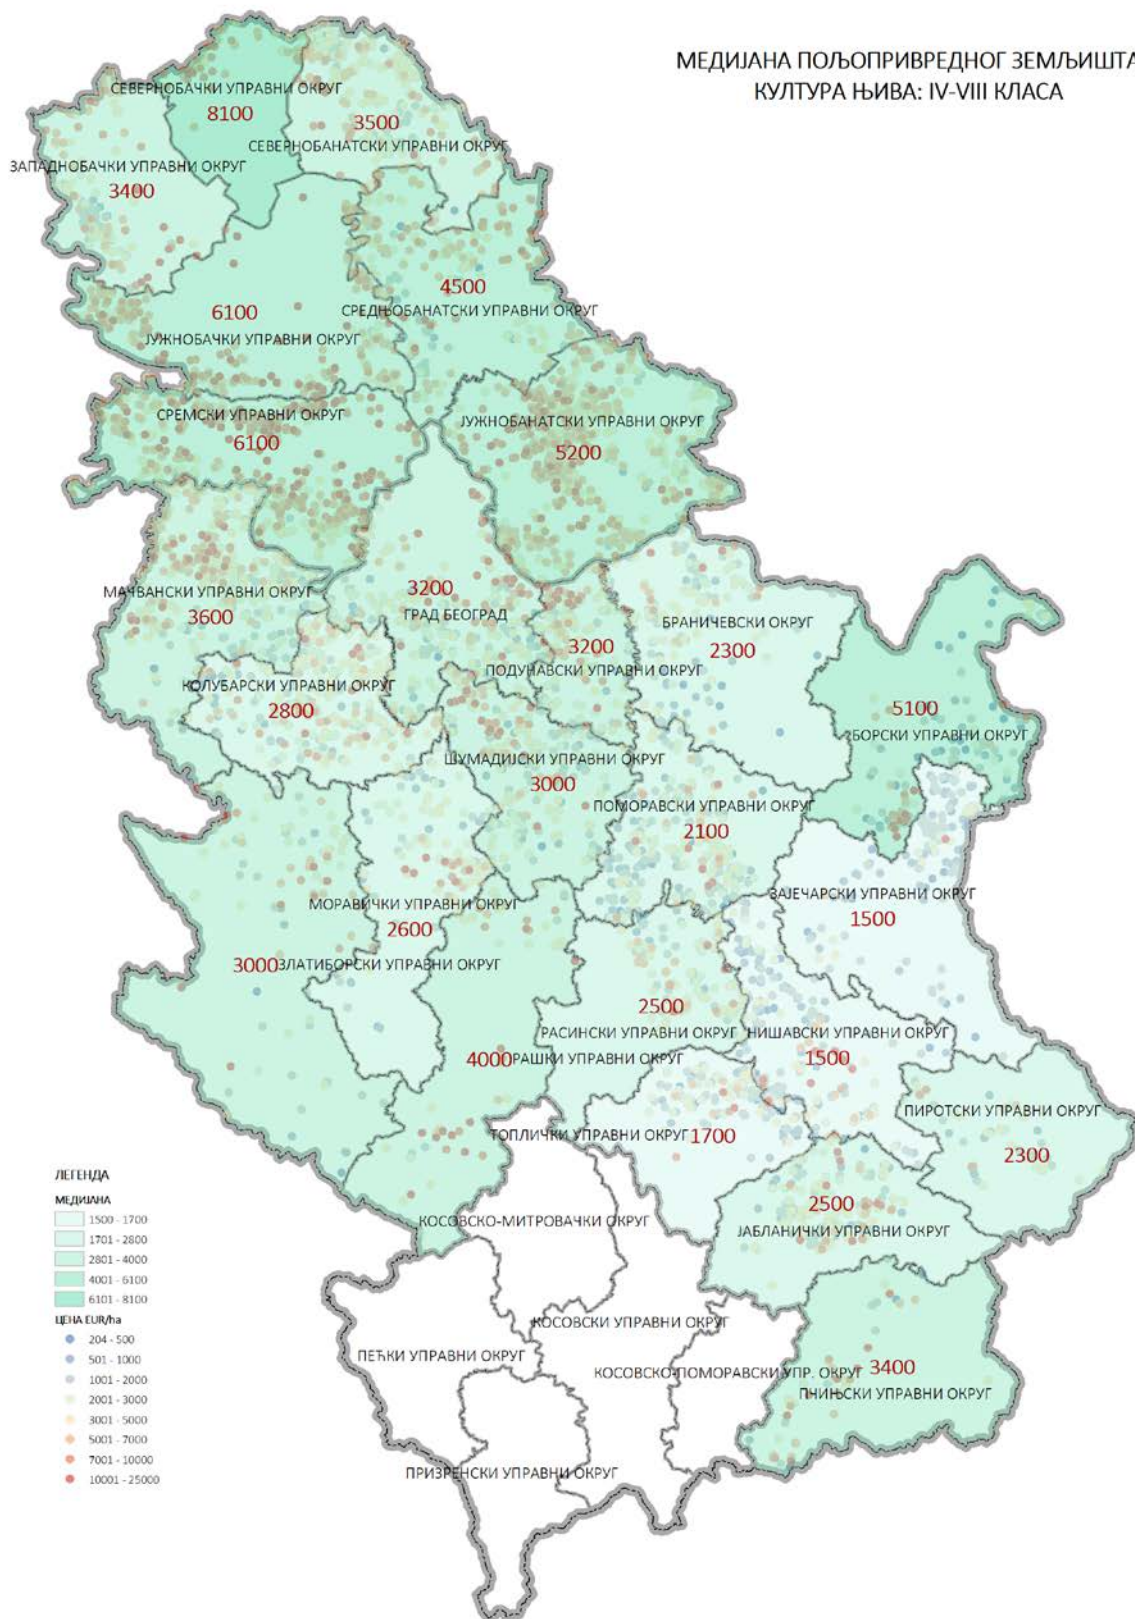 МЕДИЈАНА ПОЉОПРИВРЕДНОГ ЗЕМЉИШТА
КУЛТУРА ЊИВА: IV-VIII КЛАСА
СЕВЕРНОБАЧКИ УПРАВНИ ОКРУГ
8100
3500
СЕВЕРНОБАНАТСКИ УПРАВНИ ОКРУГ
ЗАПАДНОБАЧКИ УПРАВНИ ОКРУГ
3400
4500
СРЕДЊОБАНАТСКИ УПРАВНИ ОКРУГ
6100
ЈУЖНОБАЧКИ УПРАВНИ ОКРУГ
СРЕМСКИ УПРАВНИ ОКРУГ
6100
ЈУЖНОБАНАТСКИ УПРАВНИ ОКРУГ
5200
МАЧВАНСКИ УПРАВНИ ОКРУГ
3600
3200
ГРАД БЕОГРАД
3200
ПОДУНАВСКИ УПРАВНИ ОКРУГ
БРАНИЧЕВСКИ ОКРУГ
2300
КОЛУБАРСКИ УПРАВНИ ОКРУГ
2800
5100
БОРСКИ УПРАВНИ ОКРУГ
ШУМАДИЈСКИ УПРАВНИ ОКРУГ
3000
ПОМОРАВСКИ УПРАВНИ ОКРУГ
2100
ЗАЈЕЧАРСКИ УПРАВНИ ОКРУГ
1500
МОРАВИЧКИ УПРАВНИ ОКРУГ
2600
3000 ЗЛАТИБОРСКИ УПРАВНИ ОКРУГ
2500
РАСИНСКИ УПРАВНИ ОКРУГ
НИШАВСКИ УПРАВНИ ОКРУГ
1500
4000 РАШКИ УПРАВНИ ОКРУГ
ПИРОТСКИ УПРАВНИ ОКРУГ
2300
ТОПЛИЧКИ УПРАВНИ ОКРУГ 1700
2500
ЈАБЛАНИЧКИ УПРАВНИ ОКРУГ
КОСОВСКО-МИТРОВАЧКИ ОКРУГ
КОСОВСКИ УПРАВНИ ОКРУГ
ПЕЋКИ УПРАВНИ ОКРУГ
КОСОВСКО-ПОМОРАВСКИ УПР. ОКРУГ
3400
ПЧИЊСКИ УПРАВНИ ОКРУГ
ПРИЗРЕНСКИ УПРАВНИ ОКРУГ
ЛЕГЕНДА
МЕДИЈАНА
1500 - 1700
1701 - 2800
2801 - 4000
4001 - 6100
6101 - 8100
ЦЕНА EUR/ha
204 - 500
501 - 1000
1001 - 2000
2001 - 3000
3001 - 5000
5001 - 7000
7001 - 10000
10001 - 25000